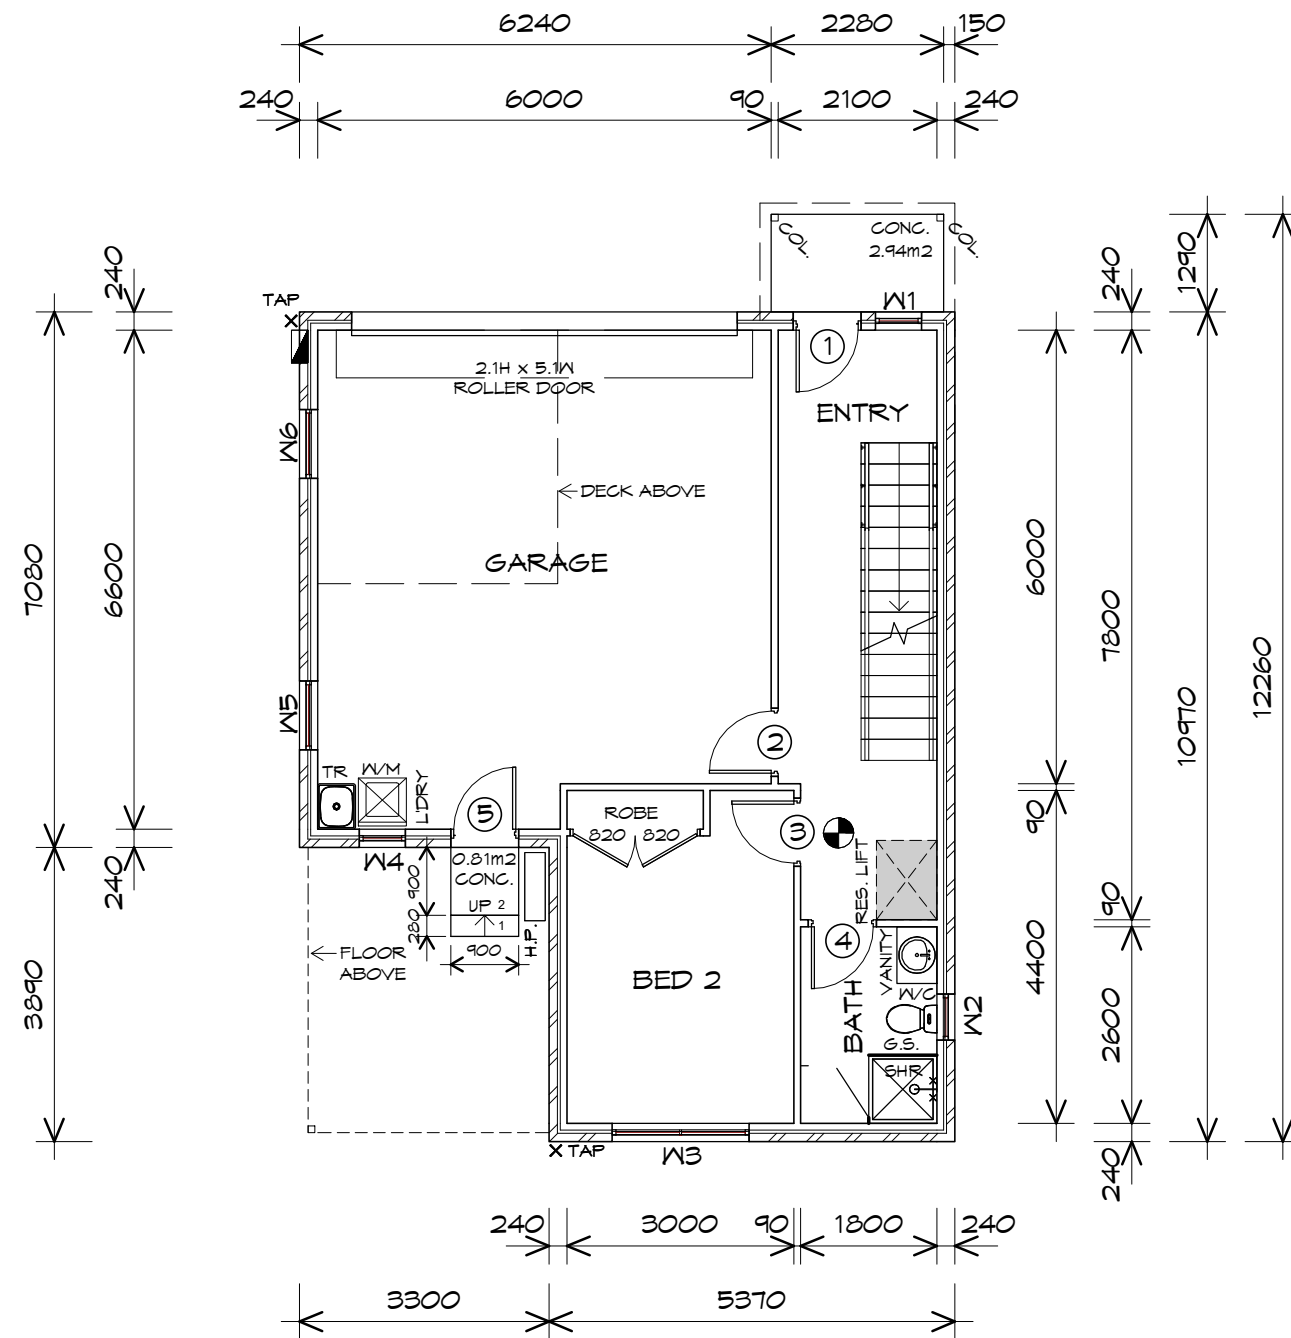 6240 2280 150
240 6000 90 2100 240
COL. CONC. COL.
2.94m2
240 1290 240
TAP W1
1
2.1H x 5.1W
ROLLER DOOR
ENTRY
W6
DECK ABOVE
GARAGE
7080 6600 6000 7800 10970 12260
W5
2
TR W/M L'DRY
5
ROBE
820 820
3
90
W4
0.81m2
CONC.
UP 2
1
900
280
900
H.P.
240
RES. LIFT
90
FLOOR
ABOVE
4
VANITY
BED 2
BATH
W/C
W2
G.S.
SHR
3890 4400 2600
TAP
W3
240
240 3000 90 1800 240
3300 5370